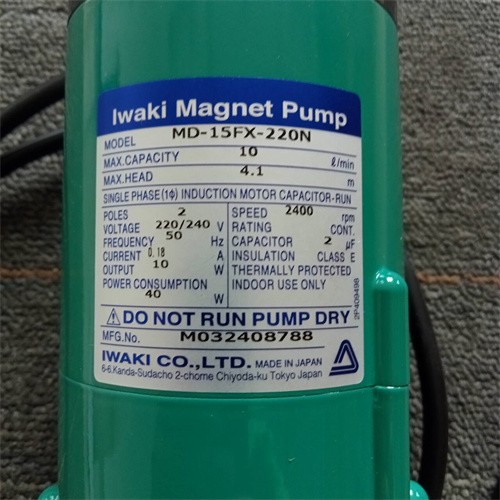 Iwaki Magnet Pump
MODEL MD-15FX-220N
MAX.CAPACITY 10 ℓ/min
MAX.HEAD 4.1 m
SINGLE PHASE(1ϕ) INDUCTION MOTOR CAPACITOR-RUN
POLES 2
VOLTAGE 220/240 V
FREQUENCY 50 Hz
CURRENT 0.18 A
OUTPUT 10 W
POWER CONSUMPTION
40 W
SPEED 2400 rpm
RATING CONT.
CAPACITOR 2 µF
INSULATION CLASS E
THERMALLY PROTECTED
INDOOR USE ONLY
2P409498
DO NOT RUN PUMP DRY
MFG.No. M032408788
IWAKI CO.,LTD. MADE IN JAPAN
6-6.Kanda-Sudacho 2-chome Chiyoda-ku Tokyo Japan